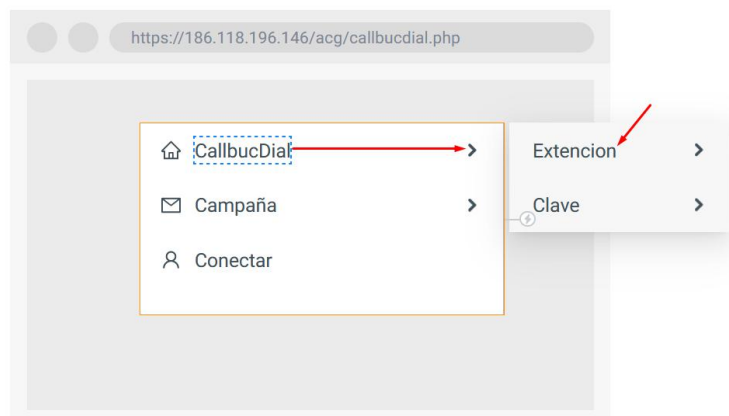 https://186.118.196.146/acg/callbucdial.php
CallbucDial
Extencion
Campaña
Clave
Conectar